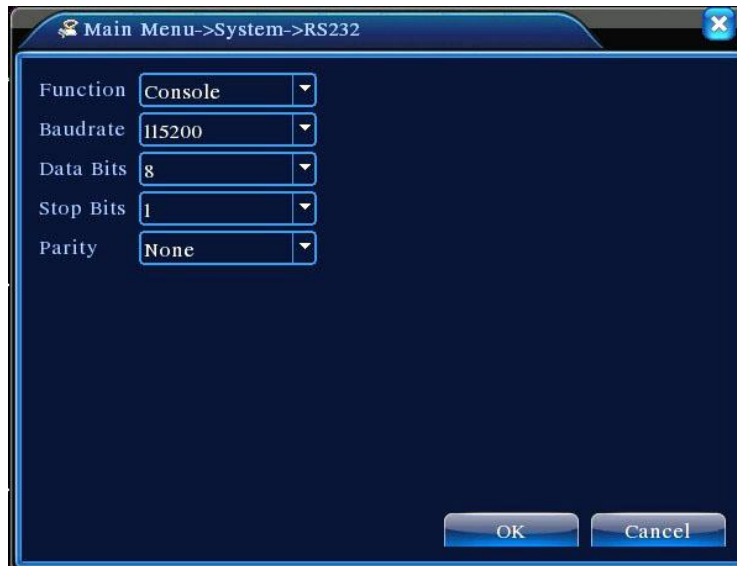 Main Menu->System->RS232
Function Console
Baudrate 115200
Data Bits 8
Stop Bits 1
Parity None
OK Cancel